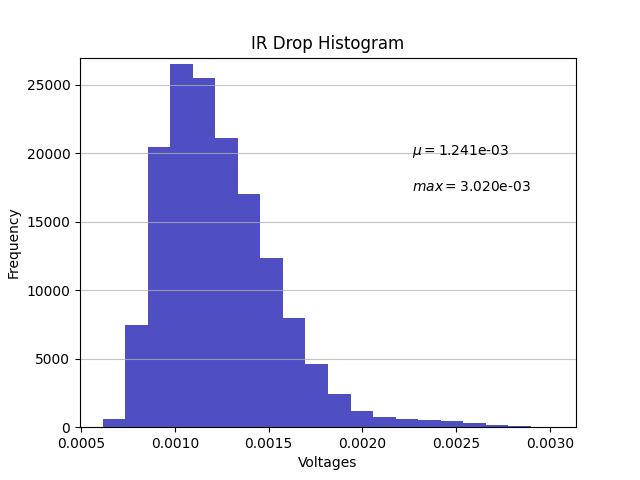 IR Drop Histogram
25000
20000
15000
10000
5000
0
Frequency
μ = 1.241e-03
max = 3.020e-03
0.0005 0.0010 0.0015 0.0020 0.0025 0.0030
Voltages